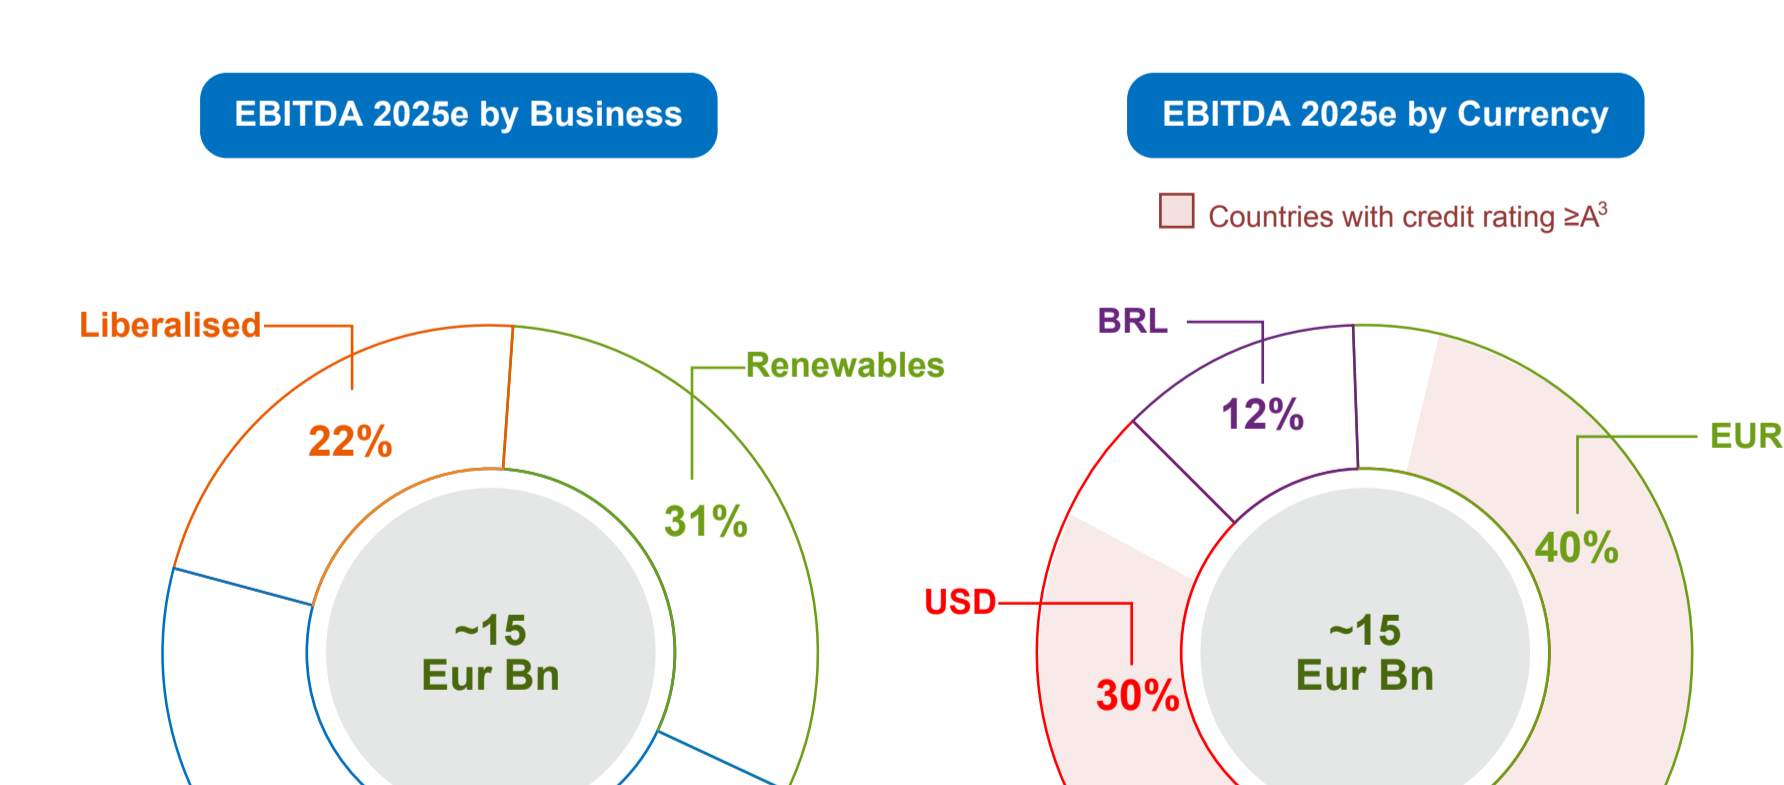 EBITDA 2025e by Business
Liberalised
22%
Renewables
31%
~15
Eur Bn
EBITDA 2025e by Currency
Countries with credit rating ≥A³
BRL
12%
EUR
40%
USD
30%
~15
Eur Bn